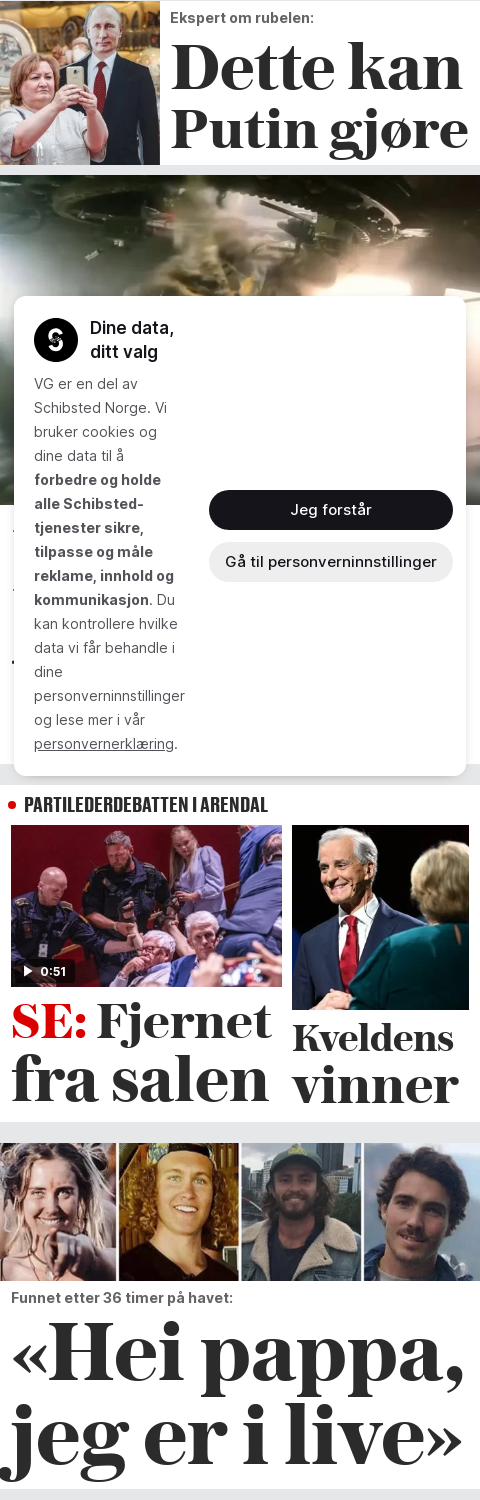 Ekspert om rubelen:
Dette kan
Putin gjøre
Dine data,
ditt valg
VG er en del av
Schibsted Norge. Vi
bruker cookies og
dine data til å
forbedre og holde
alle Schibsted-
tjenester sikre,
tilpasse og måle
reklame, innhold og
kommunikasjon. Du
kan kontrollere hvilke
data vi får behandle i
dine
personverninnstillinger
og lese mer i vår
personvernerklæring.
Jeg forstår
Gå til personverninnstillinger
PARTILEDERDEBATTEN I ARENDAL
0:51
SE: Fjernet
fra salen
Kveldens
vinner
Funnet etter 36 timer på havet:
«Hei pappa,
jeg er i live»